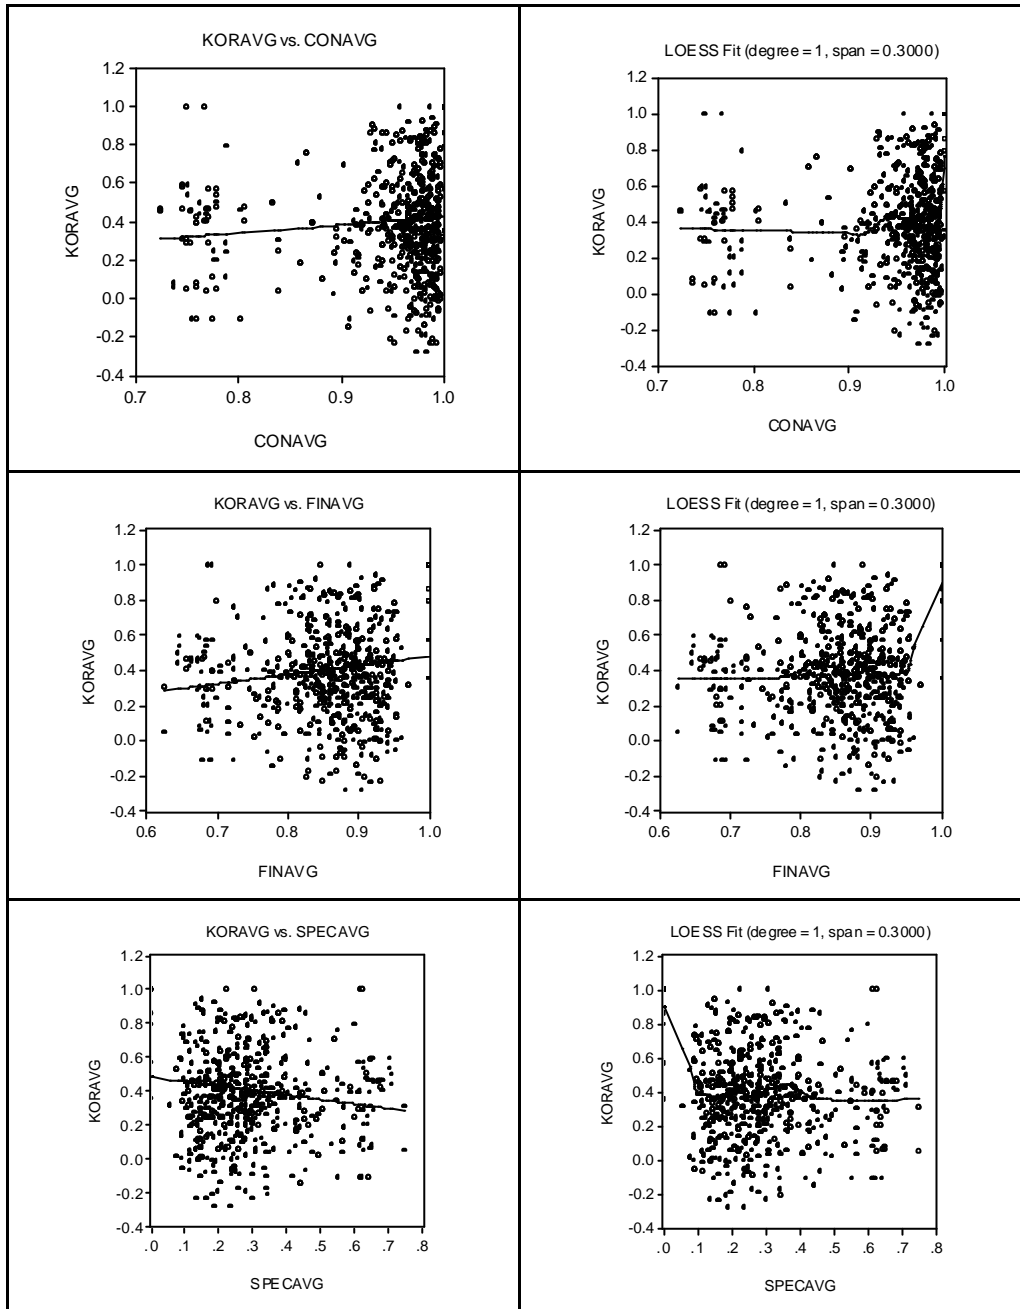 KORAVG vs. CONAVG
1.2
1.0
0.8
0.6
0.4
0.2
0.0
-0.2
-0.4
KORAVG
0.7 0.8 0.9 1.0
CONAVG
LOESS Fit (degree = 1, span = 0.3000)
1.2
1.0
0.8
0.6
0.4
0.2
0.0
-0.2
-0.4
KORAVG
0.7 0.8 0.9 1.0
CONAVG
KORAVG vs. FINAVG
1.2
1.0
0.8
0.6
0.4
0.2
0.0
-0.2
-0.4
KORAVG
0.6 0.7 0.8 0.9 1.0
FINAVG
LOESS Fit (degree = 1, span = 0.3000)
1.2
1.0
0.8
0.6
0.4
0.2
0.0
-0.2
-0.4
KORAVG
0.6 0.7 0.8 0.9 1.0
FINAVG
KORAVG vs. SPECAVG
1.2
1.0
0.8
0.6
0.4
0.2
0.0
-0.2
-0.4
KORAVG
.0 .1 .2 .3 .4 .5 .6 .7 .8
SPECAVG
LOESS Fit (degree = 1, span = 0.3000)
1.2
1.0
0.8
0.6
0.4
0.2
0.0
-0.2
-0.4
KORAVG
.0 .1 .2 .3 .4 .5 .6 .7 .8
SPECAVG